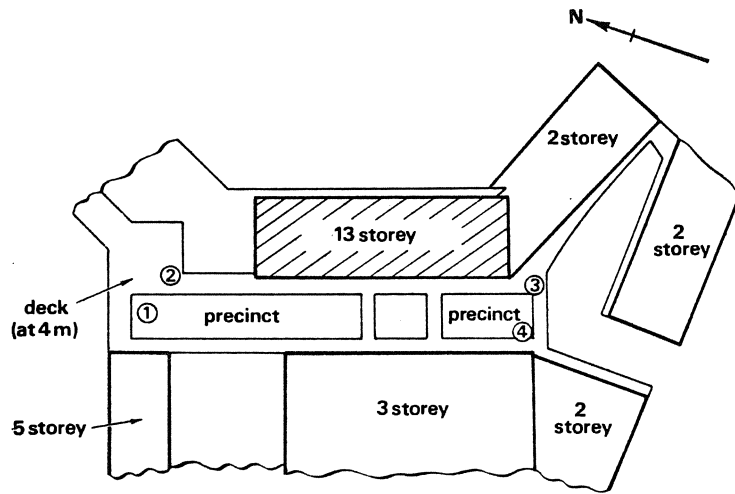 N
2 storey
13 storey
2
storey
②
③
deck
(at 4 m)
①
precinct
precinct
④
5 storey
3 storey
2
storey